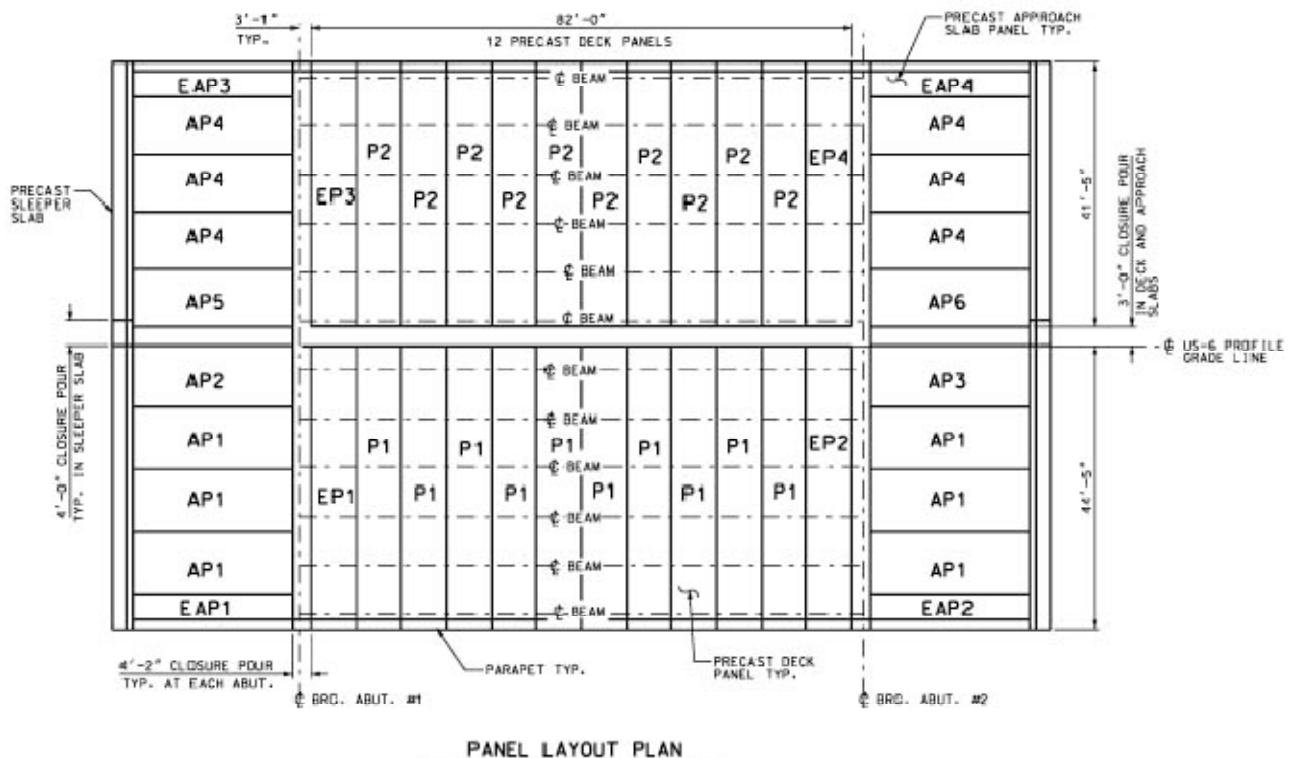 3'-1"
TYP.
82'-0"
12 PRECAST DECK PANELS
PRECAST APPROACH
SLAB PANEL TYP.
EAP3
℄ BEAM
EAP4
AP4
℄ BEAM
AP4
P2
P2
P2
P2
P2
EP4
PRECAST
SLEEPER
SLAB
AP4
℄ BEAM
AP4
EP3
P2
P2
P2
P2
P2
41'-5"
3'-0" CLOSURE POUR
IN DECK AND APPROACH
SLABS
AP4
℄ BEAM
AP4
℄ BEAM
AP5
AP6
℄ BEAM
℄ US-6 PROFILE
GRADE LINE
4'-0" CLOSURE POUR
TYP. IN SLEEPER SLAB
AP2
℄ BEAM
AP3
℄ BEAM
AP1
P1
P1
P1
P1
P1
EP2
AP1
℄ BEAM
AP1
EP1
P1
P1
P1
P1
P1
AP1
44'-5"
℄ BEAM
AP1
℄ BEAM
AP1
EAP1
℄ BEAM
EAP2
4'-2" CLOSURE POUR
TYP. AT EACH ABUT.
PARAPET TYP.
PRECAST DECK
PANEL TYP.
℄ BRG. ABUT. #1
℄ BRG. ABUT. #2
PANEL LAYOUT PLAN